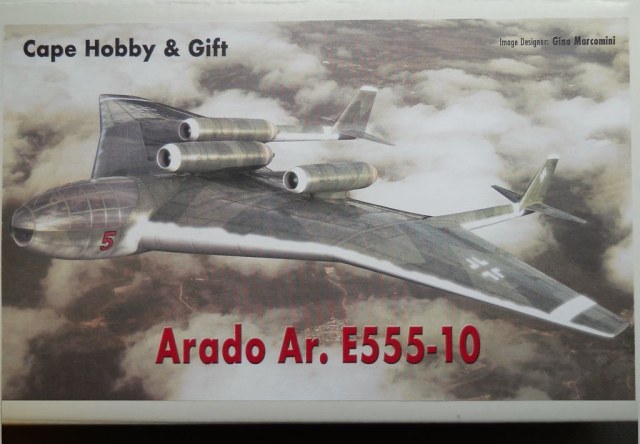 Cape Hobby & Gift
Image Designer: Gino Marcomini
5
Arado Ar. E555-10